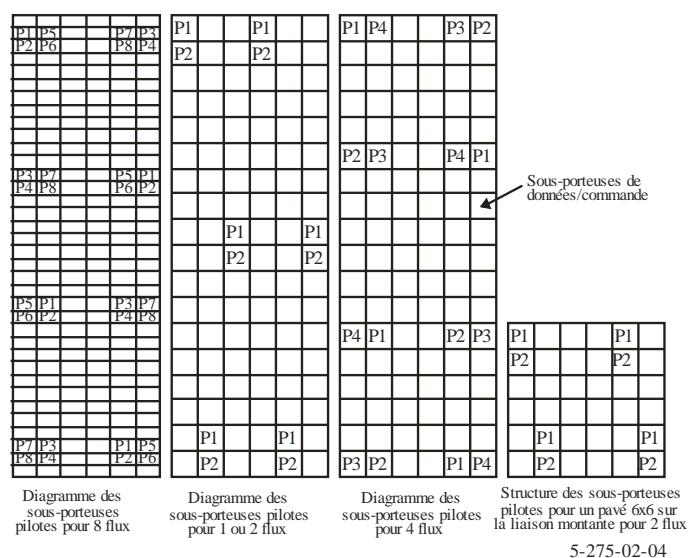 P1 P5 P7 P3
P2 P6 P8 P4
P3 P7 P5 P1
P4 P8 P6 P2
P5 P1 P3 P7
P6 P2 P4 P8
P7 P3 P1 P5
P8 P4 P2 P6
Diagramme des
sous-porteuses
pilotes pour 8 flux
P1 P1
P2 P2
P1 P1
P2 P2
P1 P1
P2 P2
Diagramme des
sous-porteuses pilotes
pour 1 ou 2 flux
P1 P4 P3 P2
P2 P3 P4 P1
P4 P1 P2 P3
P3 P2 P1 P4
Diagramme des
sous-porteuses pilotes
pour 4 flux
Sous-porteuses de
données/commande
P1 P1
P2 P2
P1 P1
P2 P2
Structure des sous-porteuses
pilotes pour un pavé 6x6 sur
la liaison montante pour 2 flux
5-275-02-04